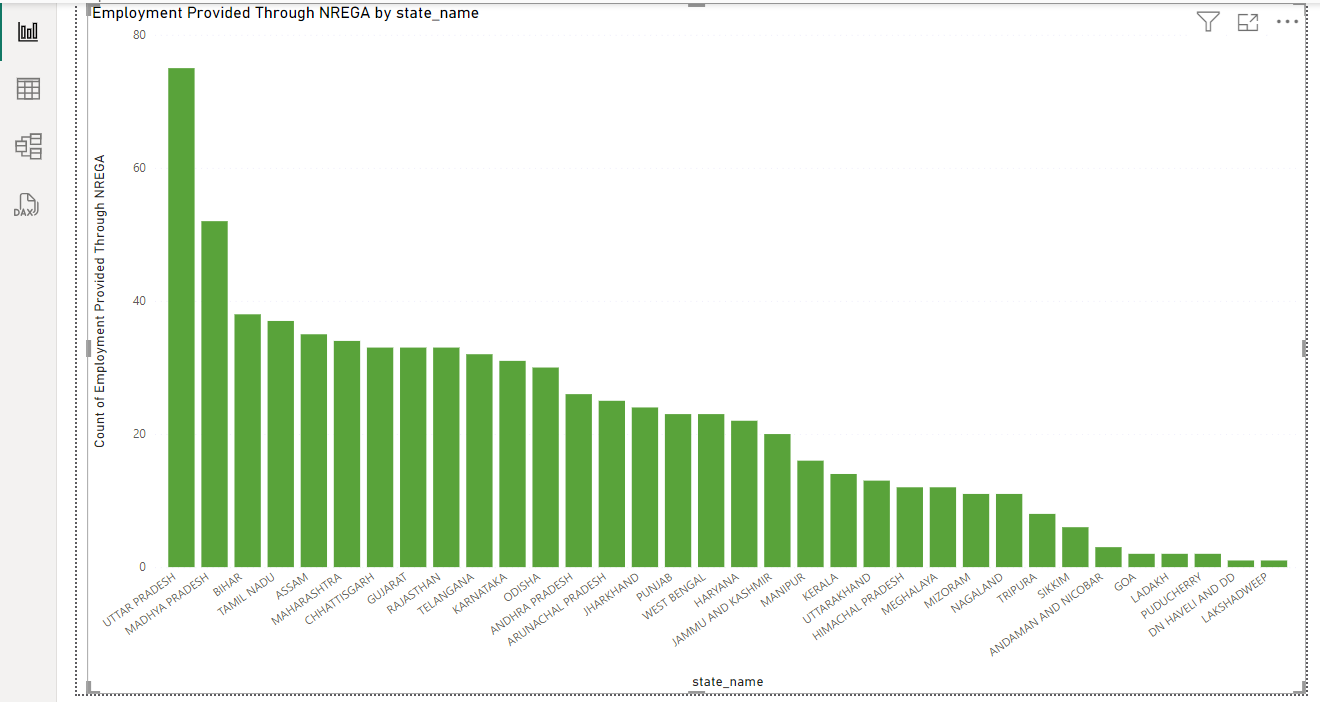 Employment Provided Through NREGA by state_name
80
60
40
20
0
Count of Employment Provided Through NREGA
UTTAR PRADESH
MADHYA PRADESH
BIHAR
TAMIL NADU
ASSAM
MAHARASHTRA
CHHATTISGARH
GUJARAT
RAJASTHAN
TELANGANA
KARNATAKA
ODISHA
ANDHRA PRADESH
ARUNACHAL PRADESH
JHARKHAND
PUNJAB
WEST BENGAL
HARYANA
JAMMU AND KASHMIR
MANIPUR
KERALA
UTTARAKHAND
HIMACHAL PRADESH
MEGHALAYA
MIZORAM
NAGALAND
TRIPURA
SIKKIM
ANDAMAN AND NICOBAR
GOA
LADAKH
PUDUCHERRY
DN HAVELI AND DD
LAKSHADWEEP
state_name
DAX